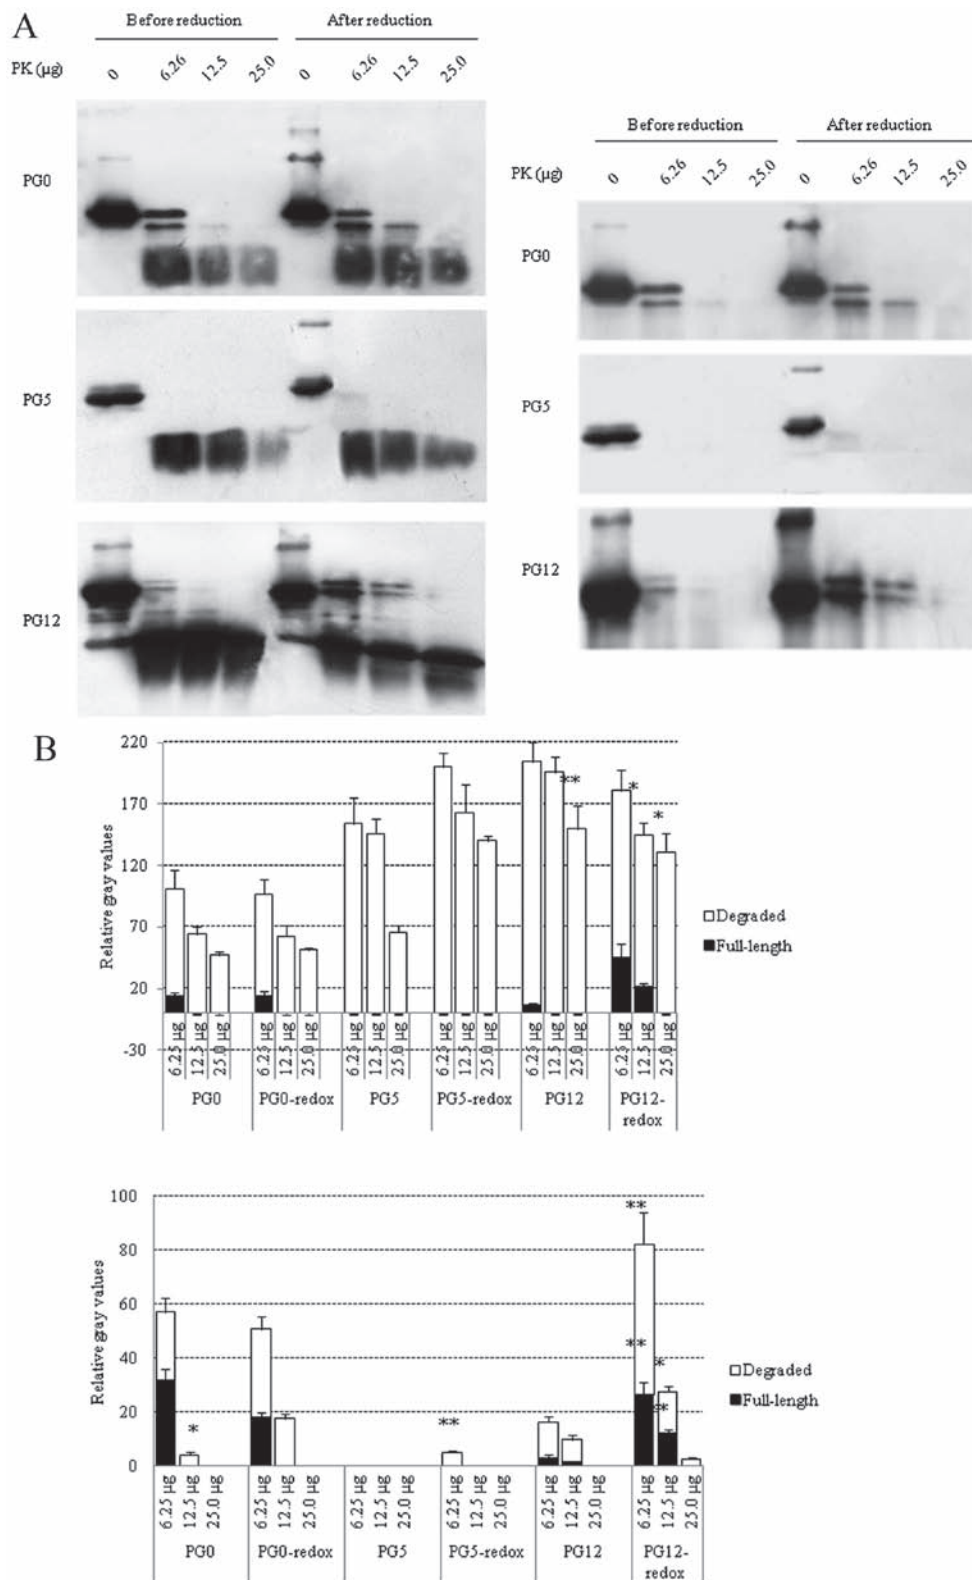 A
Before reduction After reduction
PK (µg) 0 6.26 12.5 25.0 0 6.26 12.5 25.0
PG0
PG5
PG12
Before reduction After reduction
PK (µg) 0 6.26 12.5 25.0 0 6.26 12.5 25.0
PG0
PG5
PG12
B
Relative gray values
220
170
120
70
20
-30
** * *
Degraded
Full-length
6.25 µg 12.5 µg 25.0 µg 6.25 µg 12.5 µg 25.0 µg 6.25 µg 12.5 µg 25.0 µg 6.25 µg 12.5 µg 25.0 µg 6.25 µg 12.5 µg 25.0 µg 6.25 µg 12.5 µg 25.0 µg
PG0 PG0-redox PG5 PG5-redox PG12 PG12-
redox
Relative gray values
100
80
60
40
20
0
**
** *
* ** **
Degraded
Full-length
6.25 µg 12.5 µg 25.0 µg 6.25 µg 12.5 µg 25.0 µg 6.25 µg 12.5 µg 25.0 µg 6.25 µg 12.5 µg 25.0 µg 6.25 µg 12.5 µg 25.0 µg 6.25 µg 12.5 µg 25.0 µg
PG0 PG0-redox PG5 PG5-redox PG12 PG12-
redox